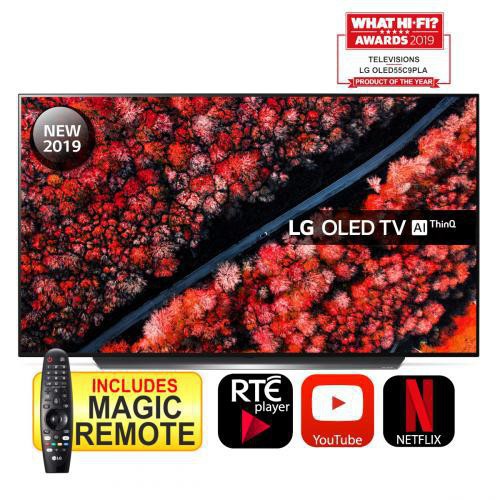 WHAT HI-FI?
AWARDS 2019
TELEVISIONS
LG OLED55C9PLA
PRODUCT OF THE YEAR
NEW
2019
LG OLED TV AI ThinQ
INCLUDES
MAGIC
REMOTE
RTÉ
player
YouTube
NETFLIX
LG